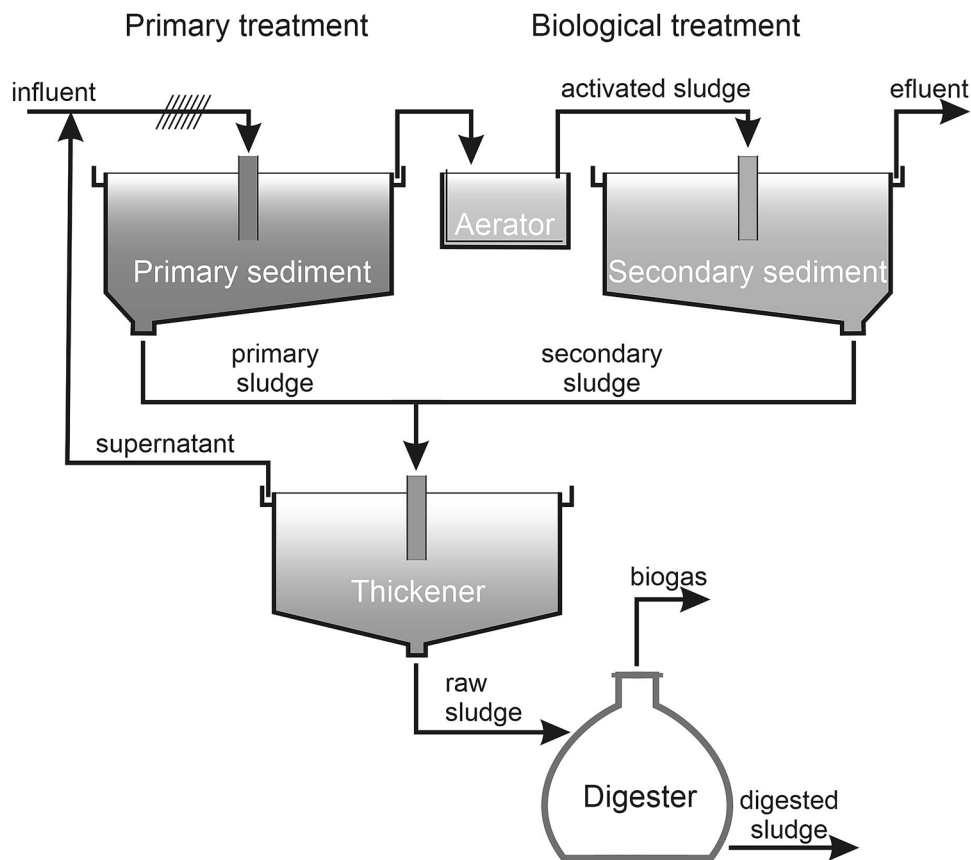 Primary treatment
Biological treatment
influent
activated sludge
efluent
Aerator
Primary sediment
Secondary sediment
primary
sludge
secondary
sludge
supernatant
Thickener
biogas
raw
sludge
Digester
digested
sludge